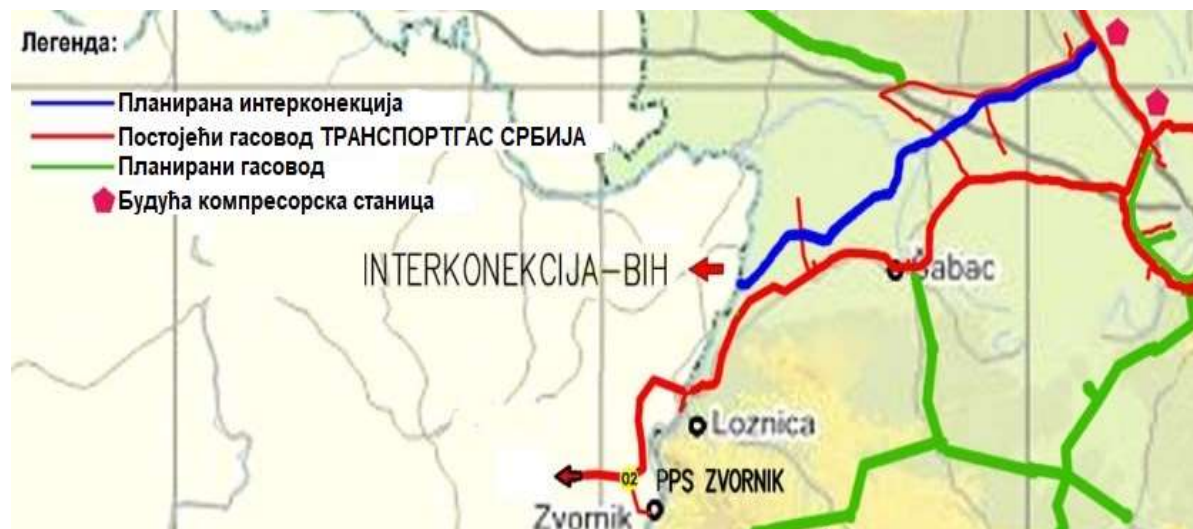 Легенда:
Планирана интерконекција
Постојећи гасовод ТРАНСПОРТГАС СРБИЈА
Планирани гасовод
Будућа компресорска станица
INTERKONEKCIJA-BIH
Šabac
Loznica
02
PPS ZVORNIK
Zvornik